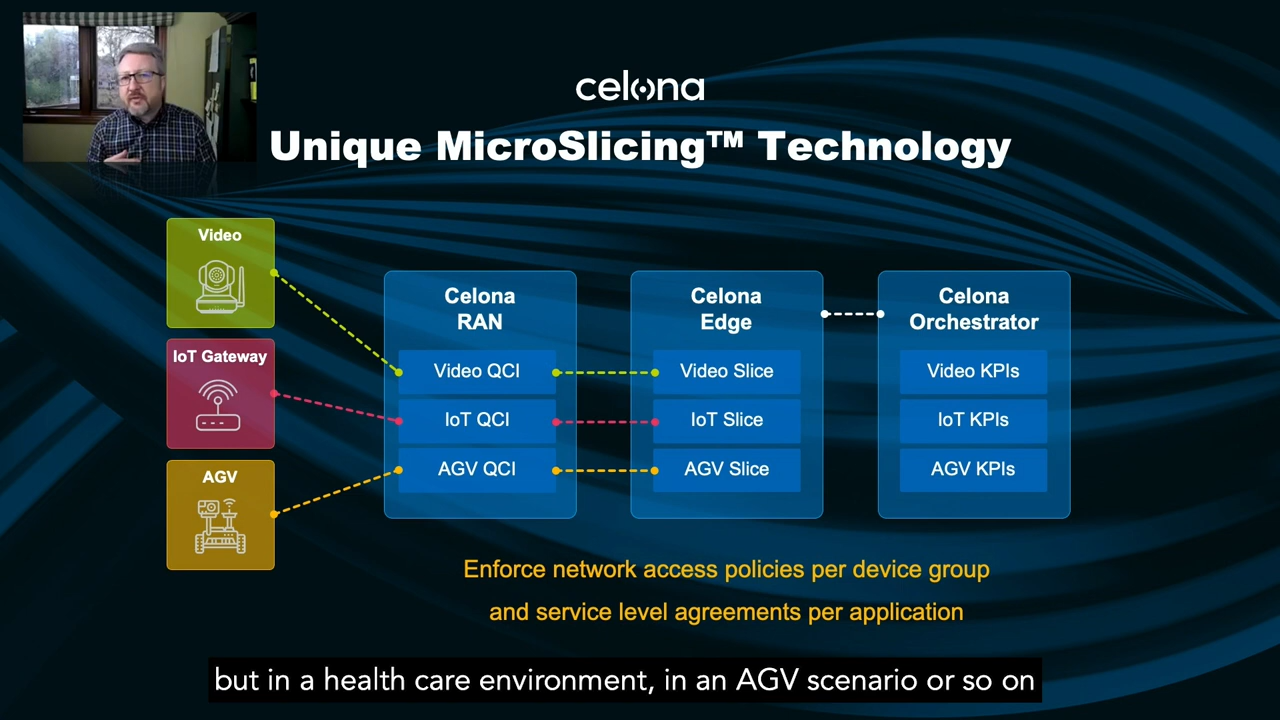 celona
Unique MicroSlicing™ Technology
Video
IoT Gateway
AGV
Celona
RAN
Video QCI
IoT QCI
AGV QCI
Celona
Edge
Video Slice
IoT Slice
AGV Slice
Celona
Orchestrator
Video KPIs
IoT KPIs
AGV KPIs
Enforce network access policies per device group
and service level agreements per application
but in a health care environment, in an AGV scenario or so on